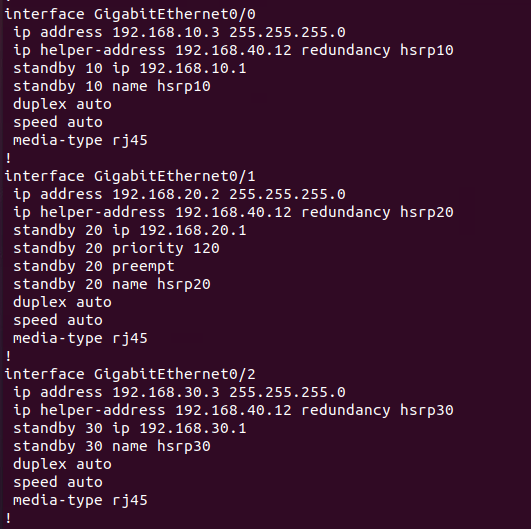 !
interface GigabitEthernet0/0
 ip address 192.168.10.3 255.255.255.0
 ip helper-address 192.168.40.12 redundancy hsrp10
 standby 10 ip 192.168.10.1
 standby 10 name hsrp10
 duplex auto
 speed auto
 media-type rj45
!
interface GigabitEthernet0/1
 ip address 192.168.20.2 255.255.255.0
 ip helper-address 192.168.40.12 redundancy hsrp20
 standby 20 ip 192.168.20.1
 standby 20 priority 120
 standby 20 preempt
 standby 20 name hsrp20
 duplex auto
 speed auto
 media-type rj45
!
interface GigabitEthernet0/2
 ip address 192.168.30.3 255.255.255.0
 ip helper-address 192.168.40.12 redundancy hsrp30
 standby 30 ip 192.168.30.1
 standby 30 name hsrp30
 duplex auto
 speed auto
 media-type rj45
!